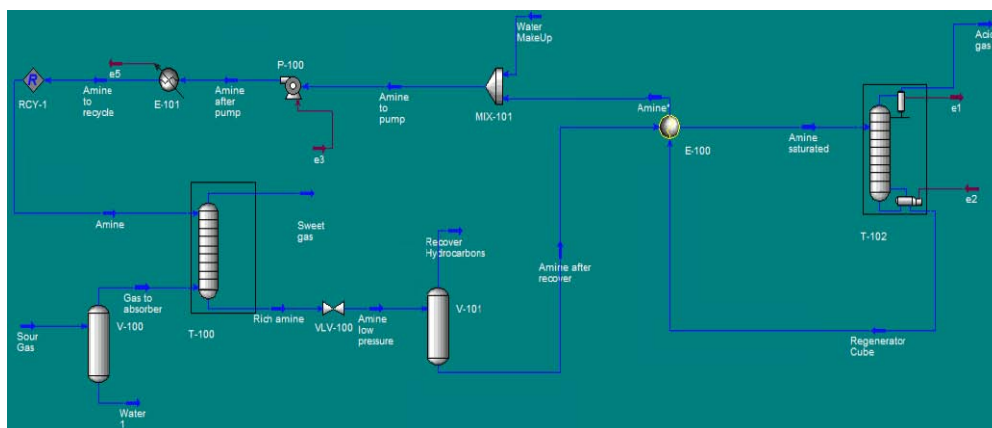 Water
MakeUp
Acid
gas
P-100
e5
R
RCY-1
Amine
to
recycle
E-101
Amine
after
pump
Amine
to
pump
MIX-101
Amine*
e3
E-100
Amine
saturated
e1
e2
T-102
Amine
Sweet
gas
Recover
Hydrocarbons
Amine after
recover
Gas to
absorber
V-100
T-100
Rich amine
VLV-100
Amine
low
pressure
V-101
Sour
Gas
Regenerator
Cube
Water
1